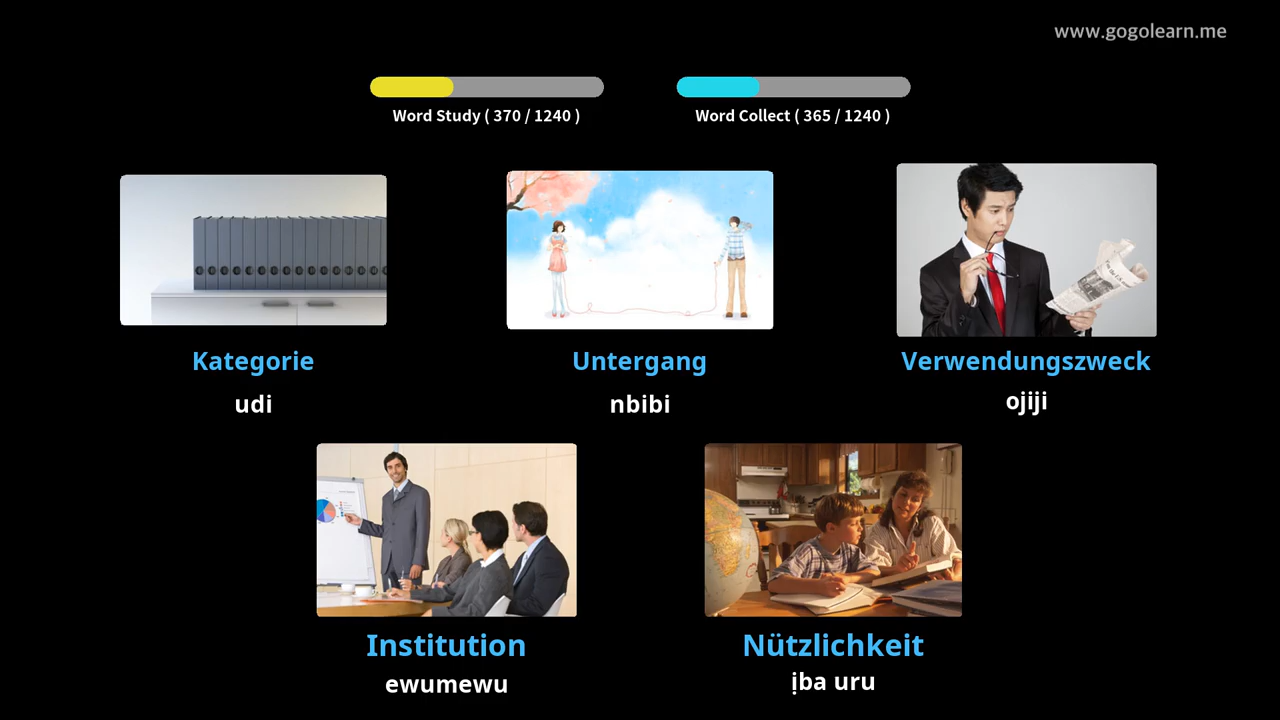 www.gogolearn.me
Word Study ( 370 / 1240 )
Word Collect ( 365 / 1240 )
Kategorie
udi
Untergang
nbibi
Verwendungszweck
ojiji
Institution
ewumewu
Nützlichkeit
ịba uru